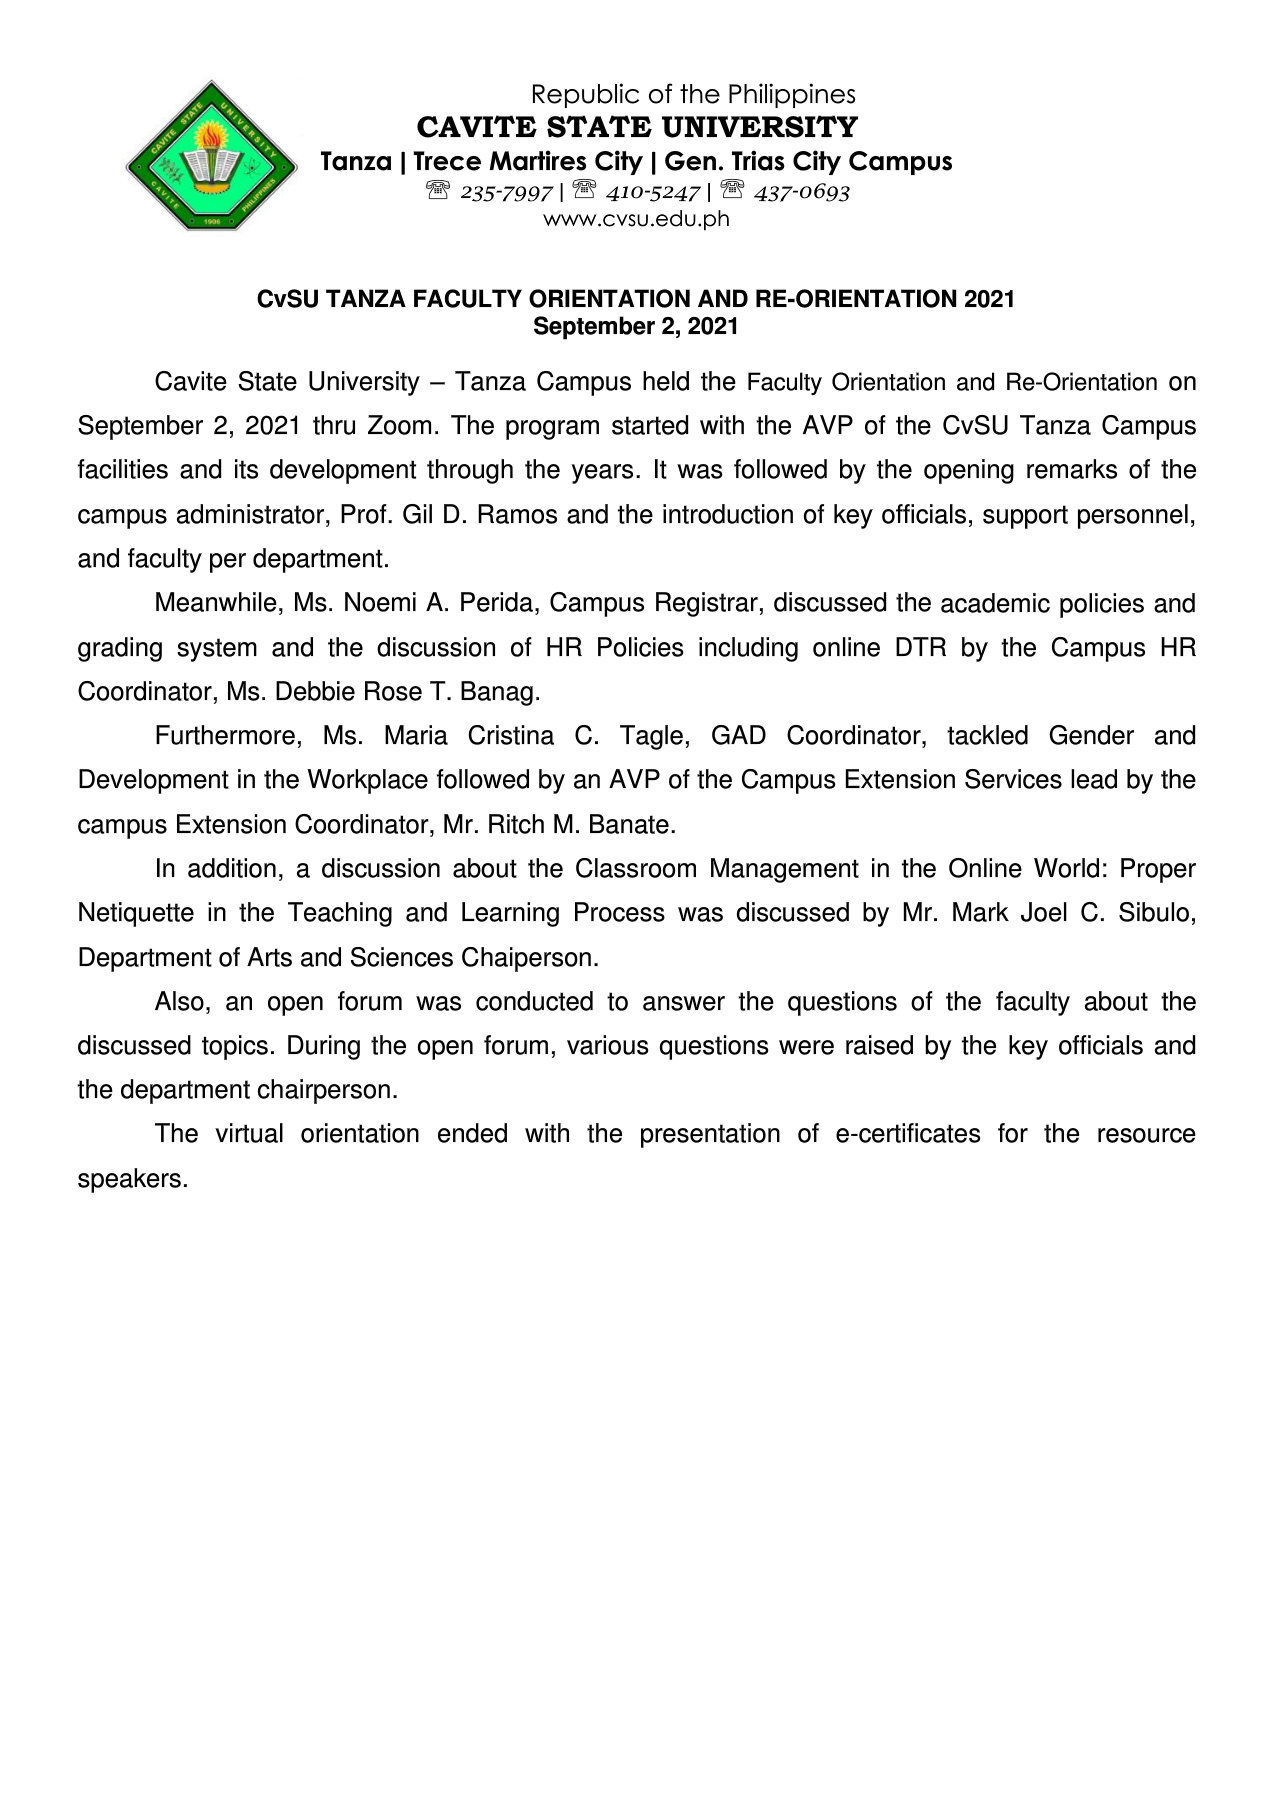 CAVITE STATE UNIVERSITY
CAVITE PHILIPPINES
1996
Republic of the Philippines
CAVITE STATE UNIVERSITY
Tanza | Trece Martires City | Gen. Trias City Campus
☏ 235-7997 | ☏ 410-5247 | ☏ 437-0693
www.cvsu.edu.ph
CvSU TANZA FACULTY ORIENTATION AND RE-ORIENTATION 2021
September 2, 2021
Cavite State University – Tanza Campus held the Faculty Orientation and Re-Orientation on
September 2, 2021 thru Zoom. The program started with the AVP of the CvSU Tanza Campus
facilities and its development through the years. It was followed by the opening remarks of the
campus administrator, Prof. Gil D. Ramos and the introduction of key officials, support personnel,
and faculty per department.
Meanwhile, Ms. Noemi A. Perida, Campus Registrar, discussed the academic policies and
grading system and the discussion of HR Policies including online DTR by the Campus HR
Coordinator, Ms. Debbie Rose T. Banag.
Furthermore, Ms. Maria Cristina C. Tagle, GAD Coordinator, tackled Gender and
Development in the Workplace followed by an AVP of the Campus Extension Services lead by the
campus Extension Coordinator, Mr. Ritch M. Banate.
In addition, a discussion about the Classroom Management in the Online World: Proper
Netiquette in the Teaching and Learning Process was discussed by Mr. Mark Joel C. Sibulo,
Department of Arts and Sciences Chaiperson.
Also, an open forum was conducted to answer the questions of the faculty about the
discussed topics. During the open forum, various questions were raised by the key officials and
the department chairperson.
The virtual orientation ended with the presentation of e-certificates for the resource
speakers.